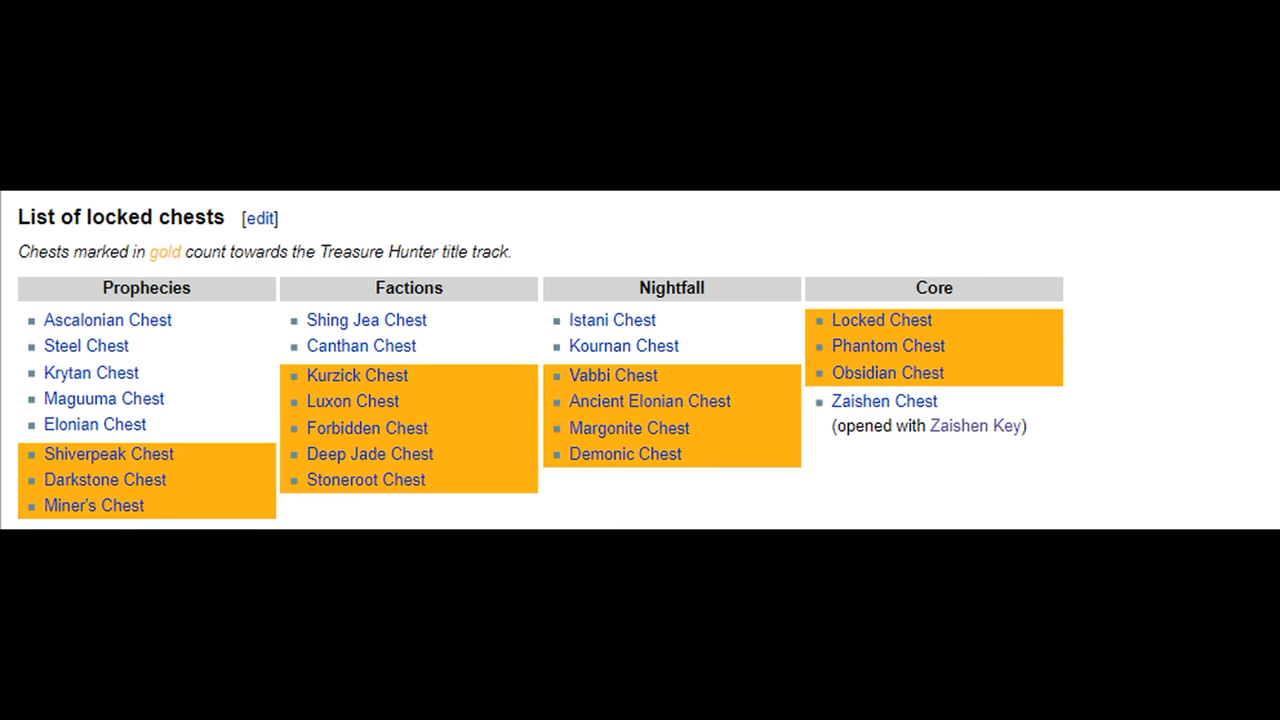 List of locked chests [edit]
Chests marked in gold count towards the Treasure Hunter title track.
Prophecies
Ascalonian Chest
Steel Chest
Krytan Chest
Maguuma Chest
Elonian Chest
Shiverpeak Chest
Darkstone Chest
Miner's Chest
Factions
Shing Jea Chest
Canthan Chest
Kurzick Chest
Luxon Chest
Forbidden Chest
Deep Jade Chest
Stoneroot Chest
Nightfall
Istani Chest
Kournan Chest
Vabbi Chest
Ancient Elonian Chest
Margonite Chest
Demonic Chest
Core
Locked Chest
Phantom Chest
Obsidian Chest
Zaishen Chest
(opened with Zaishen Key)